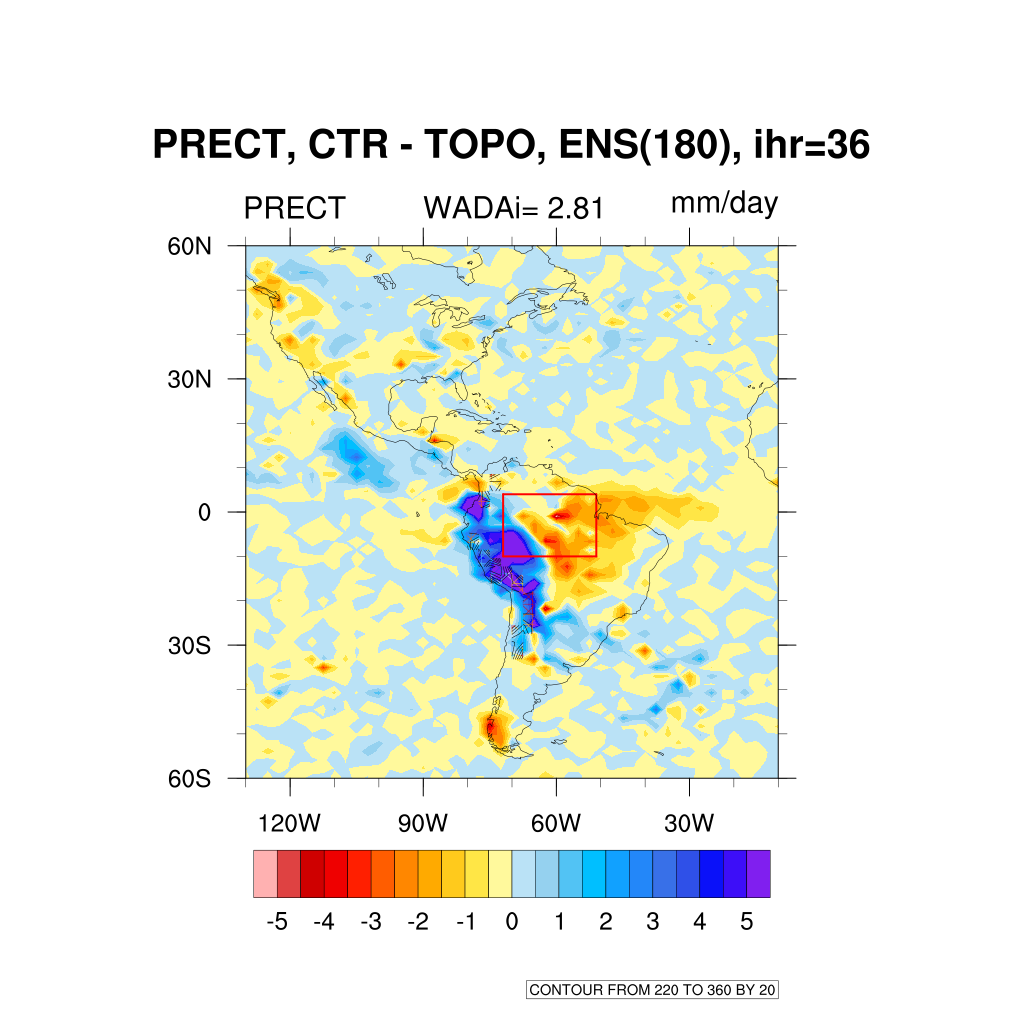 PRECT, CTR - TOPO, ENS(180), ihr=36
PRECT WADAi= 2.81 mm/day
60N
30N
0
30S
60S
120W 90W 60W 30W
-5 -4 -3 -2 -1 0 1 2 3 4 5
CONTOUR FROM 220 TO 360 BY 20